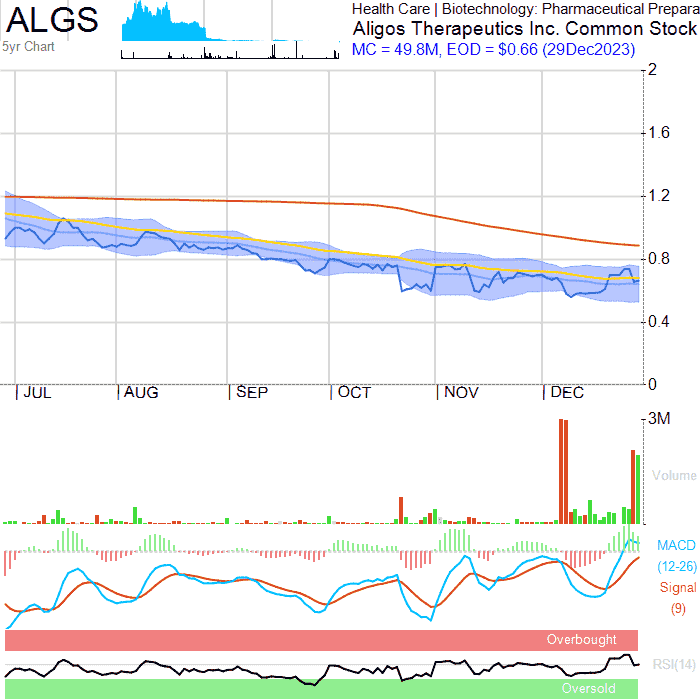 ALGS
5yr Chart
Health Care | Biotechnology: Pharmaceutical Prepara
Aligos Therapeutics Inc. Common Stock
MC = 49.8M, EOD = $0.66 (29Dec2023)
2
1.6
1.2
0.8
0.4
0
JUL AUG SEP OCT NOV DEC
3M
Volume
MACD
(12-26)
Signal
(9)
Overbought
RSI(14)
Oversold